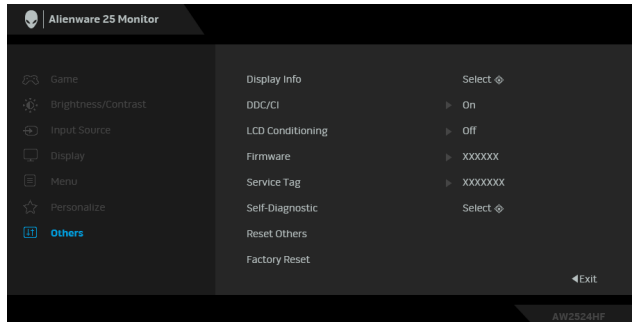 Alienware 25 Monitor
Game
Brightness/Contrast
Input Source
Display
Menu
Personalize
Others
Display Info Select
DDC/CI On
LCD Conditioning Off
Firmware XXXXXX
Service Tag XXXXXXX
Self-Diagnostic Select
Reset Others
Factory Reset
Exit
AW2524HF